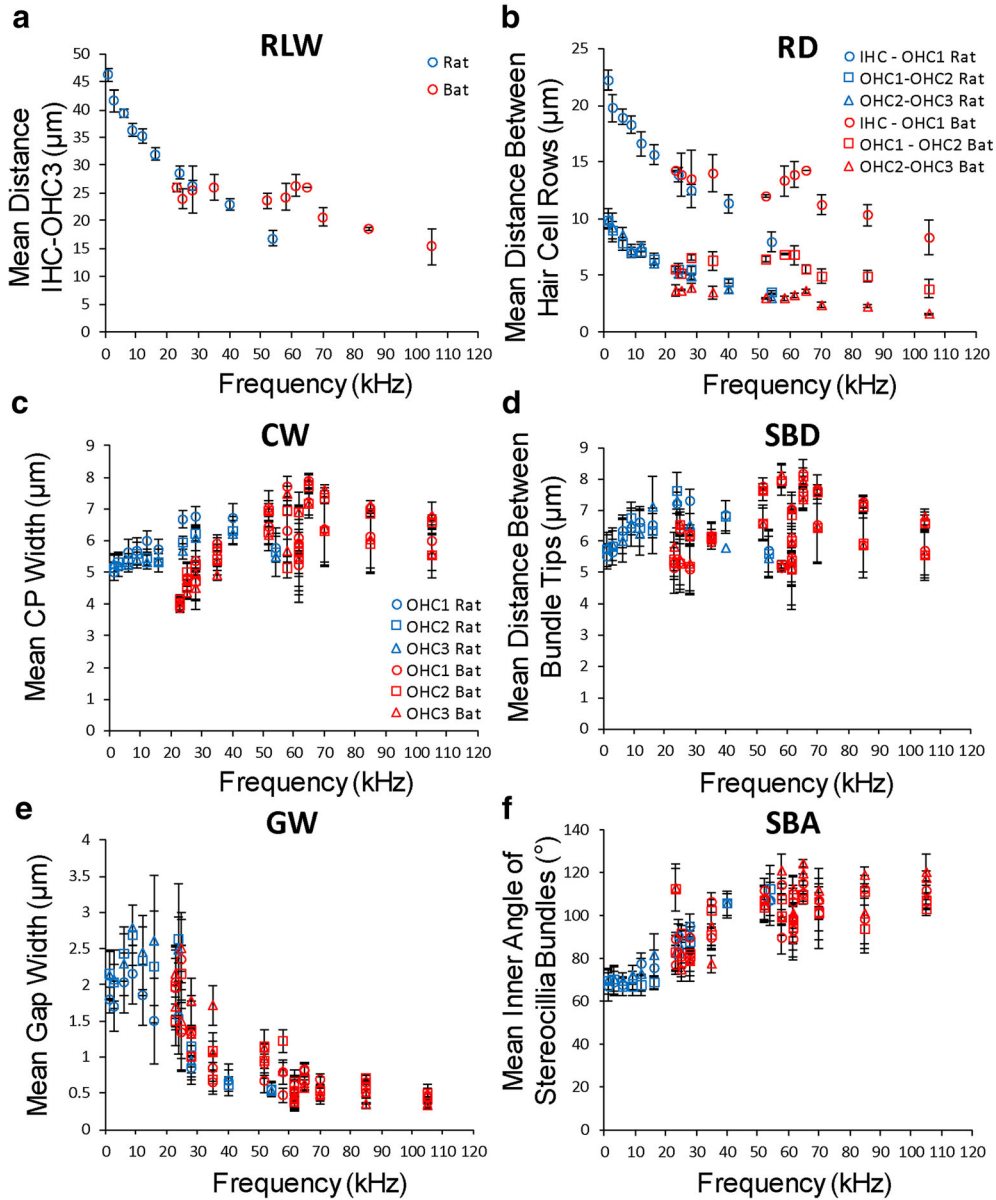 a
RLW
Mean Distance
IHC-OHC3 (µm)
50
45
40
35
30
25
20
15
10
5
0
0 10 20 30 40 50 60 70 80 90 100 110 120
Frequency (kHz)
Rat
Bat
b
RD
Mean Distance Between
Hair Cell Rows (µm)
25
20
15
10
5
0
0 10 20 30 40 50 60 70 80 90 100 110 120
Frequency (kHz)
IHC - OHC1 Rat
OHC1-OHC2 Rat
OHC2-OHC3 Rat
IHC - OHC1 Bat
OHC1 - OHC2 Bat
OHC2-OHC3 Bat
c
CW
Mean CP Width (µm)
9
8
7
6
5
4
3
2
1
0
0 10 20 30 40 50 60 70 80 90 100 110 120
Frequency (kHz)
OHC1 Rat
OHC2 Rat
OHC3 Rat
OHC1 Bat
OHC2 Bat
OHC3 Bat
d
SBD
Mean Distance Between
Bundle Tips (µm)
9
8
7
6
5
4
3
2
1
0
0 10 20 30 40 50 60 70 80 90 100 110 120
Frequency (kHz)
e
GW
Mean Gap Width (µm)
4
3.5
3
2.5
2
1.5
1
0.5
0
0 10 20 30 40 50 60 70 80 90 100 110 120
Frequency (kHz)
f
SBA
Mean Inner Angle of
Stereocillia Bundles (°)
140
120
100
80
60
40
20
0
0 10 20 30 40 50 60 70 80 90 100 110 120
Frequency (kHz)